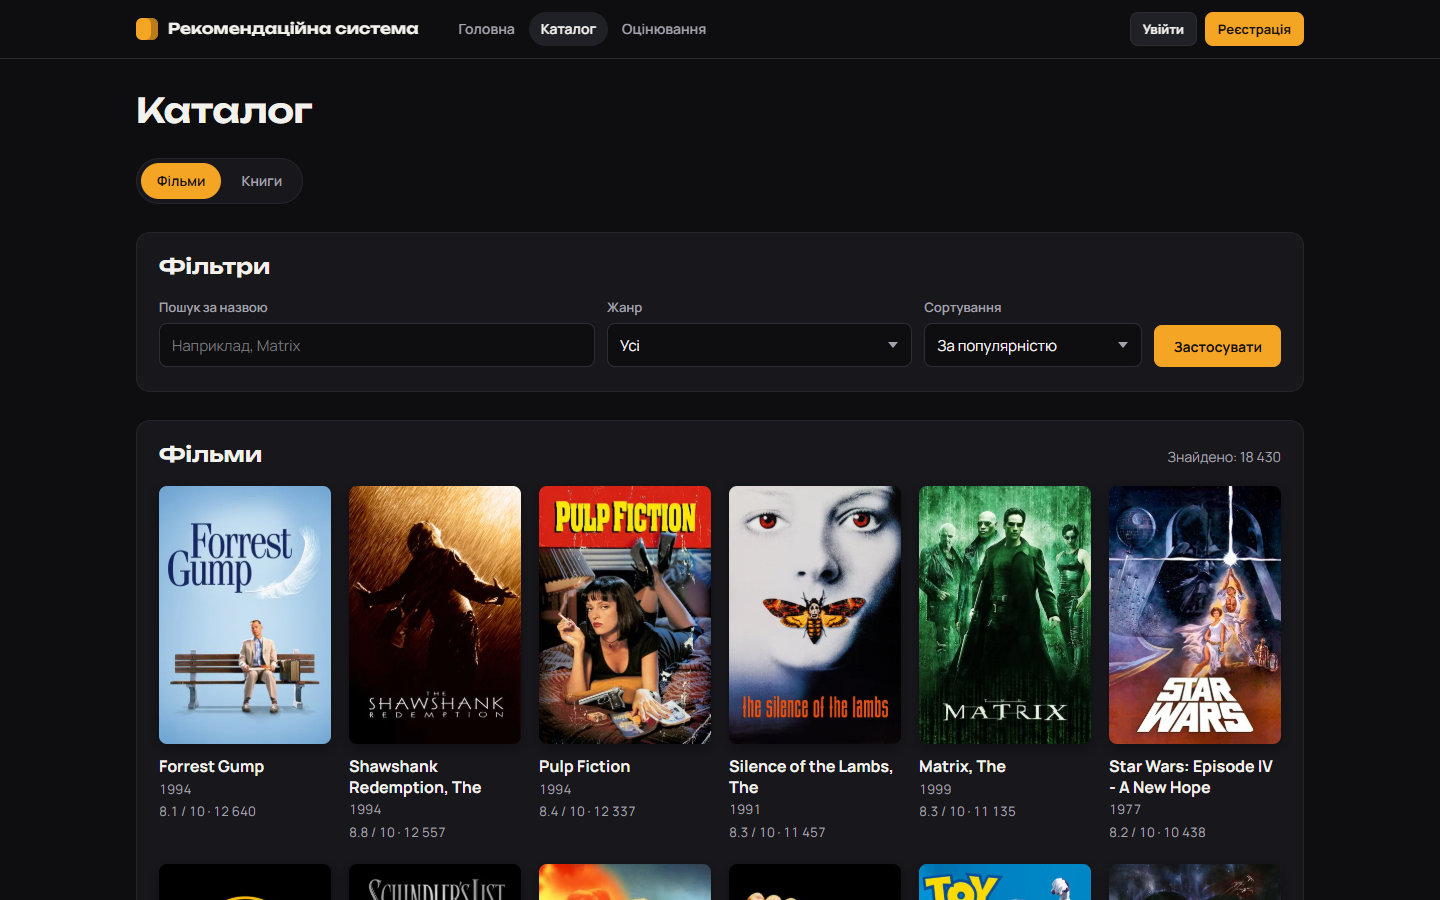 Рекомендаційна система
Головна
Каталог
Оцінювання
Увійти
Реєстрація
Каталог
Фільми
Книги
Фільтри
Пошук за назвою
Жанр
Сортування
Наприклад, Matrix
Усі
За популярністю
Застосувати
Фільми
Знайдено: 18 430
Forrest
Gump
THE
SHAWSHANK
REDEMPTION
PULP FICTION
the silence of the lambs
THE
MATRIX
STAR
WARS
Forrest Gump
1994
8.1 / 10 · 12 640
Shawshank
Redemption, The
1994
8.8 / 10 · 12 557
Pulp Fiction
1994
8.4 / 10 · 12 337
Silence of the Lambs,
The
1991
8.3 / 10 · 11 457
Matrix, The
1999
8.3 / 10 · 11 135
Star Wars: Episode IV
- A New Hope
1977
8.2 / 10 · 10 438
SCHINDLER'S LIST
TOY